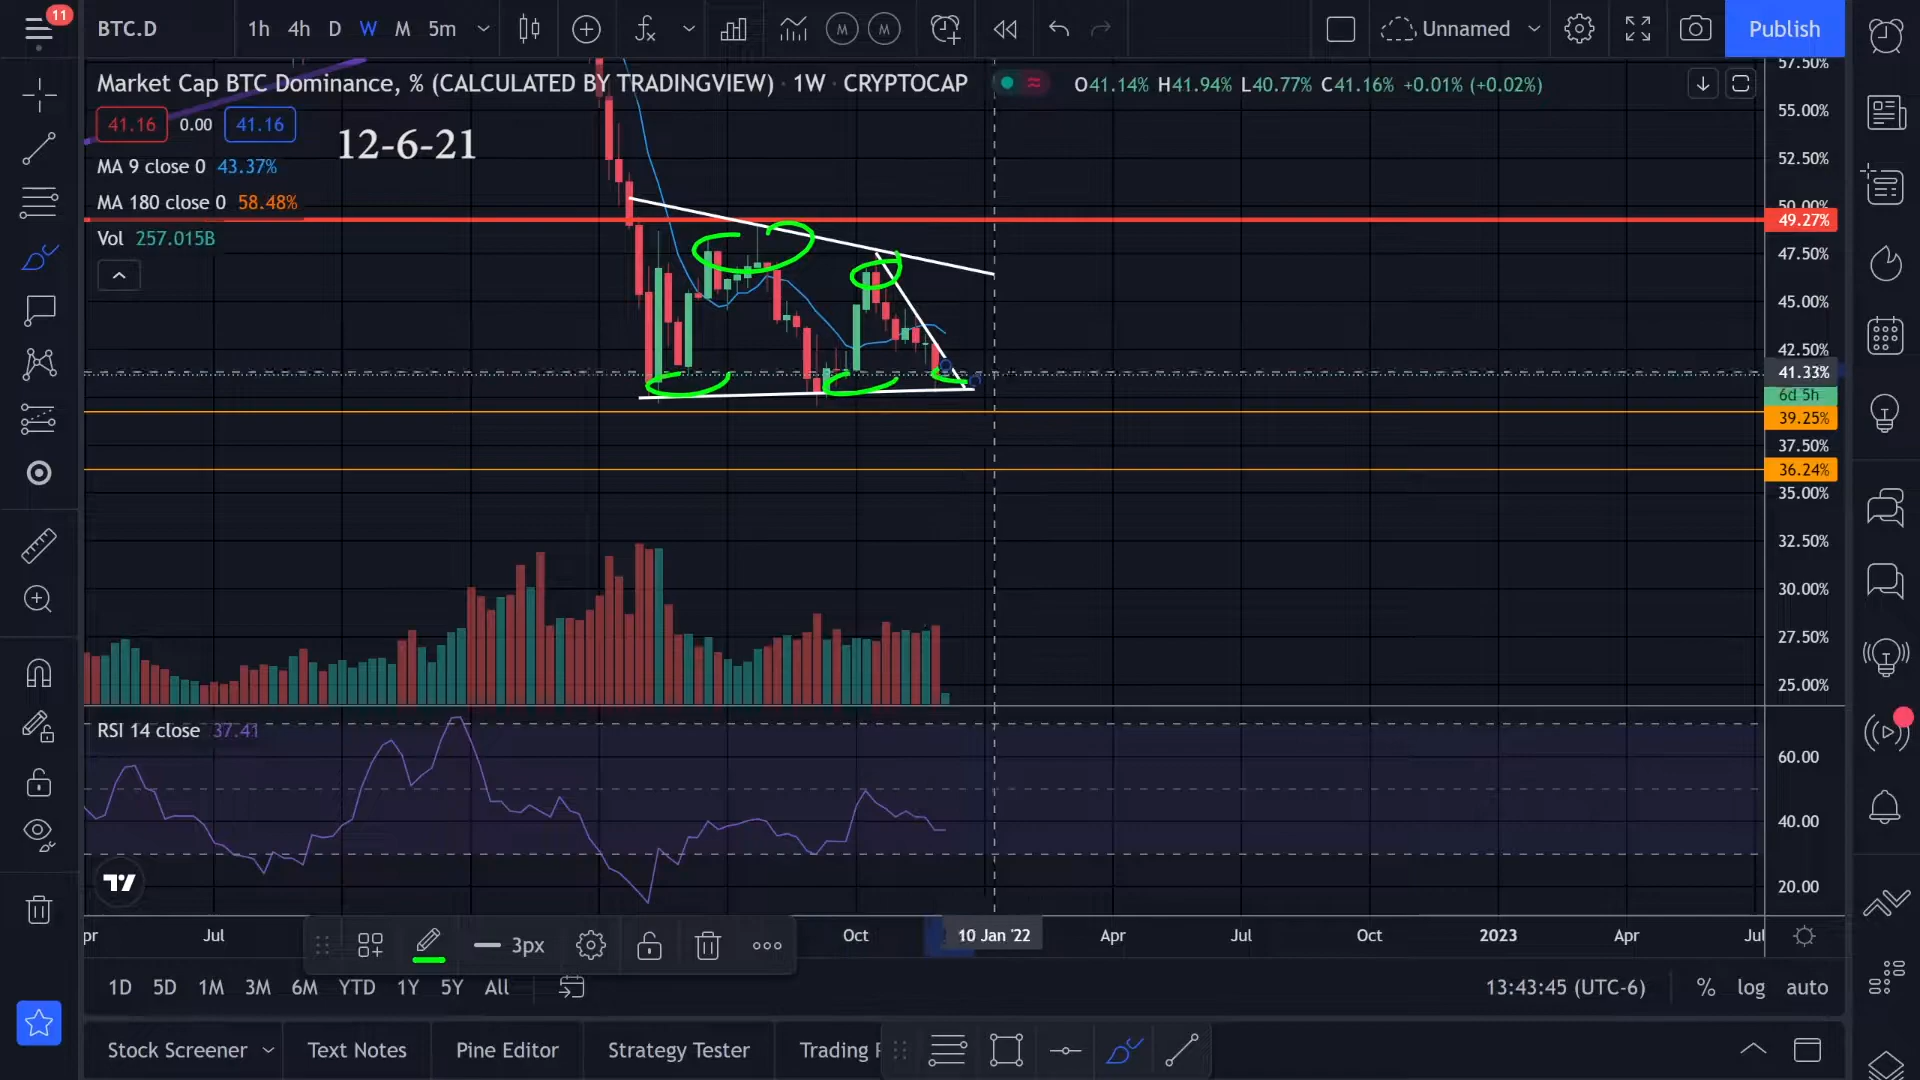 11
BTC.D
1h 4h D W M 5m
M M
Unnamed
Publish
Market Cap BTC Dominance, % (CALCULATED BY TRADINGVIEW) · 1W · CRYPTOCAP
O41.14% H41.94% L40.77% C41.16% +0.01% (+0.02%)
41.16 0.00 41.16
12-6-21
MA 9 close 0 43.37%
MA 180 close 0 58.48%
Vol 257.015B
57.50%
55.00%
52.50%
50.00%
49.27%
47.50%
45.00%
42.50%
41.33%
6d 5h
39.25%
37.50%
36.24%
35.00%
32.50%
30.00%
27.50%
25.00%
RSI 14 close 37.41
60.00
40.00
20.00
pr Jul Oct 10 Jan '22 Apr Jul Oct 2023 Apr Jul
3px
1D 5D 1M 3M 6M YTD 1Y 5Y All
13:43:45 (UTC-6) % log auto
Stock Screener Text Notes Pine Editor Strategy Tester Trading